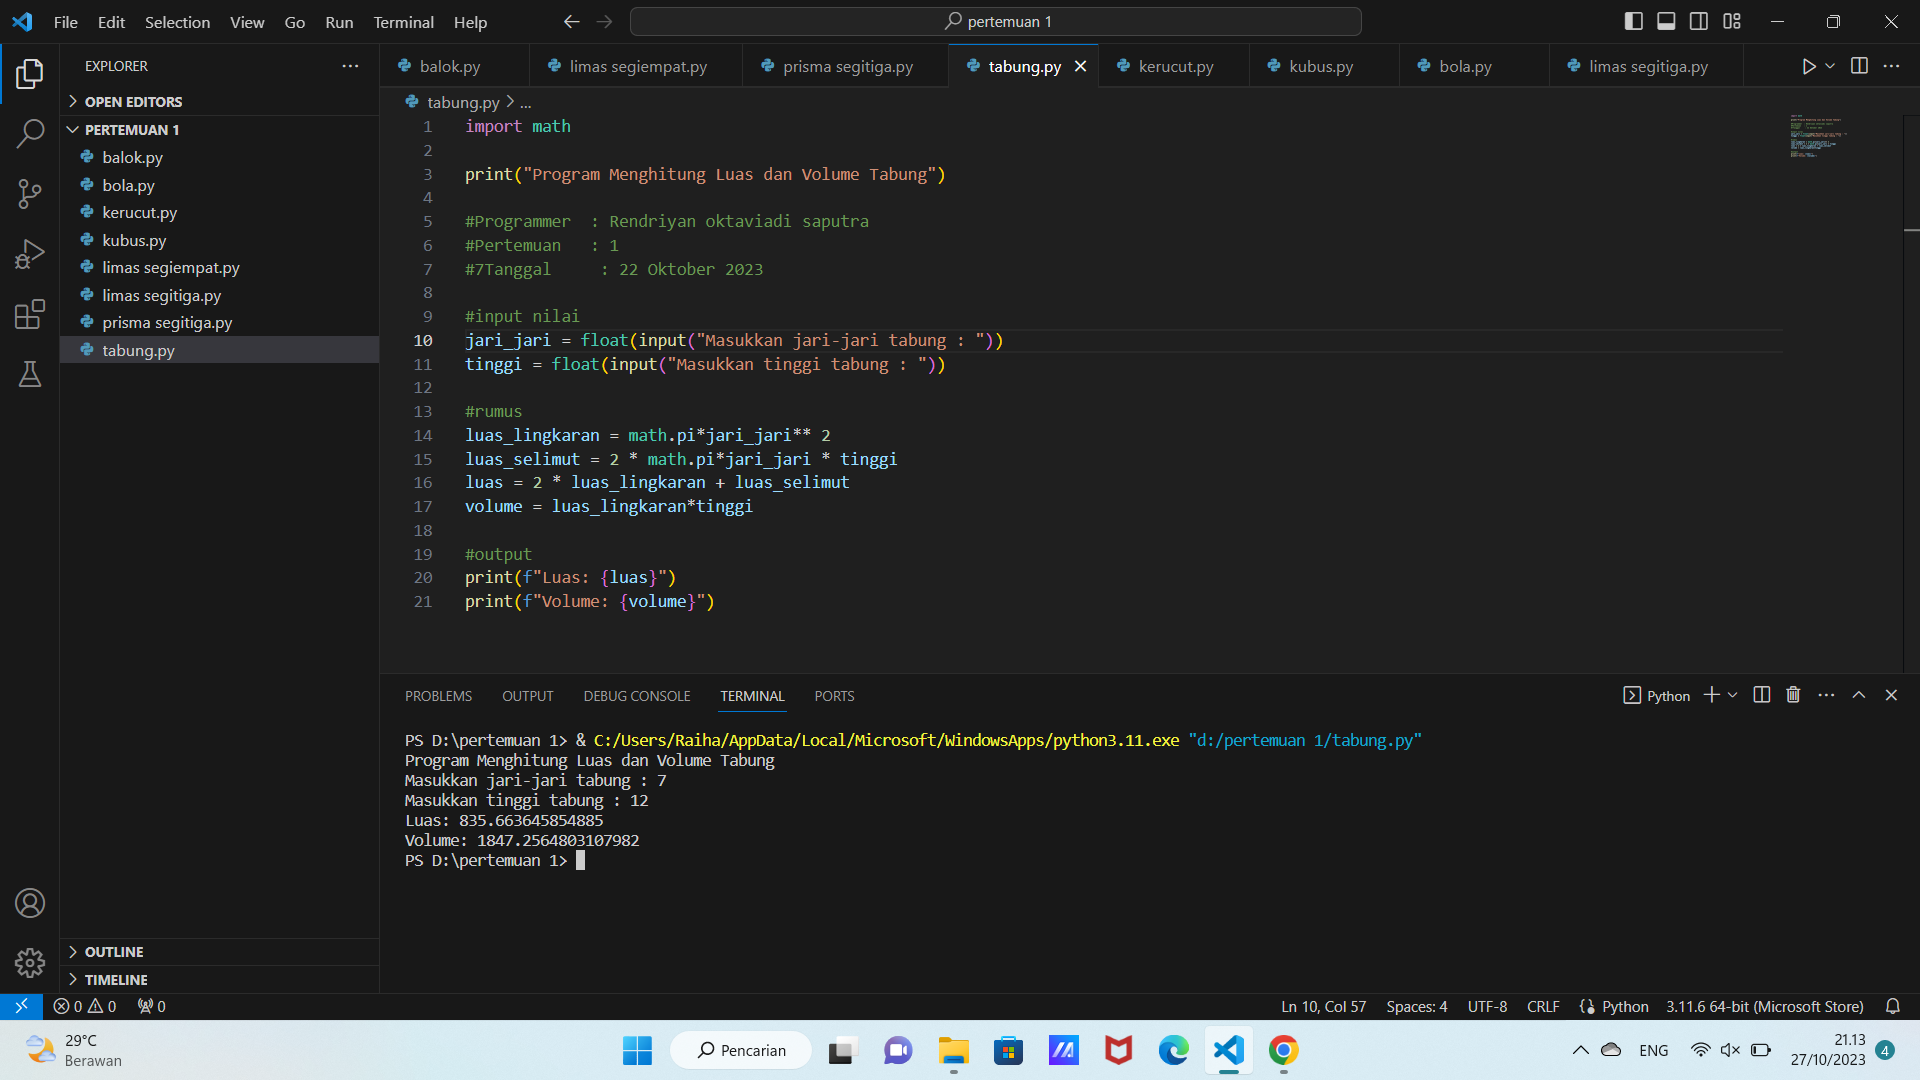 File Edit Selection View Go Run Terminal Help
pertemuan 1
EXPLORER
OPEN EDITORS
PERTEMUAN 1
balok.py
bola.py
kerucut.py
kubus.py
limas segiempat.py
limas segitiga.py
prisma segitiga.py
tabung.py
OUTLINE
TIMELINE
balok.py limas segiempat.py prisma segitiga.py tabung.py kerucut.py kubus.py bola.py limas segitiga.py
tabung.py > ...
1 import math
2
3 print("Program Menghitung Luas dan Volume Tabung")
4
5 #Programmer  : Rendriyan oktaviadi saputra
6 #Pertemuan   : 1
7 #7Tanggal     : 22 Oktober 2023
8
9 #input nilai
10 jari_jari = float(input("Masukkan jari-jari tabung : "))
11 tinggi = float(input("Masukkan tinggi tabung : "))
12
13 #rumus
14 luas_lingkaran = math.pi*jari_jari** 2
15 luas_selimut = 2 * math.pi*jari_jari * tinggi
16 luas = 2 * luas_lingkaran + luas_selimut
17 volume = luas_lingkaran*tinggi
18
19 #output
20 print(f"Luas: {luas}")
21 print(f"Volume: {volume}")
PROBLEMS OUTPUT DEBUG CONSOLE TERMINAL PORTS
Python
PS D:\pertemuan 1> & C:/Users/Raiha/AppData/Local/Microsoft/WindowsApps/python3.11.exe "d:/pertemuan 1/tabung.py"
Program Menghitung Luas dan Volume Tabung
Masukkan jari-jari tabung : 7
Masukkan tinggi tabung : 12
Luas: 835.663645854885
Volume: 1847.2564803107982
PS D:\pertemuan 1>
0 0 0
Ln 10, Col 57 Spaces: 4 UTF-8 CRLF Python 3.11.6 64-bit (Microsoft Store)
29°C
Berawan
Pencarian
ENG
21.13
27/10/2023
4